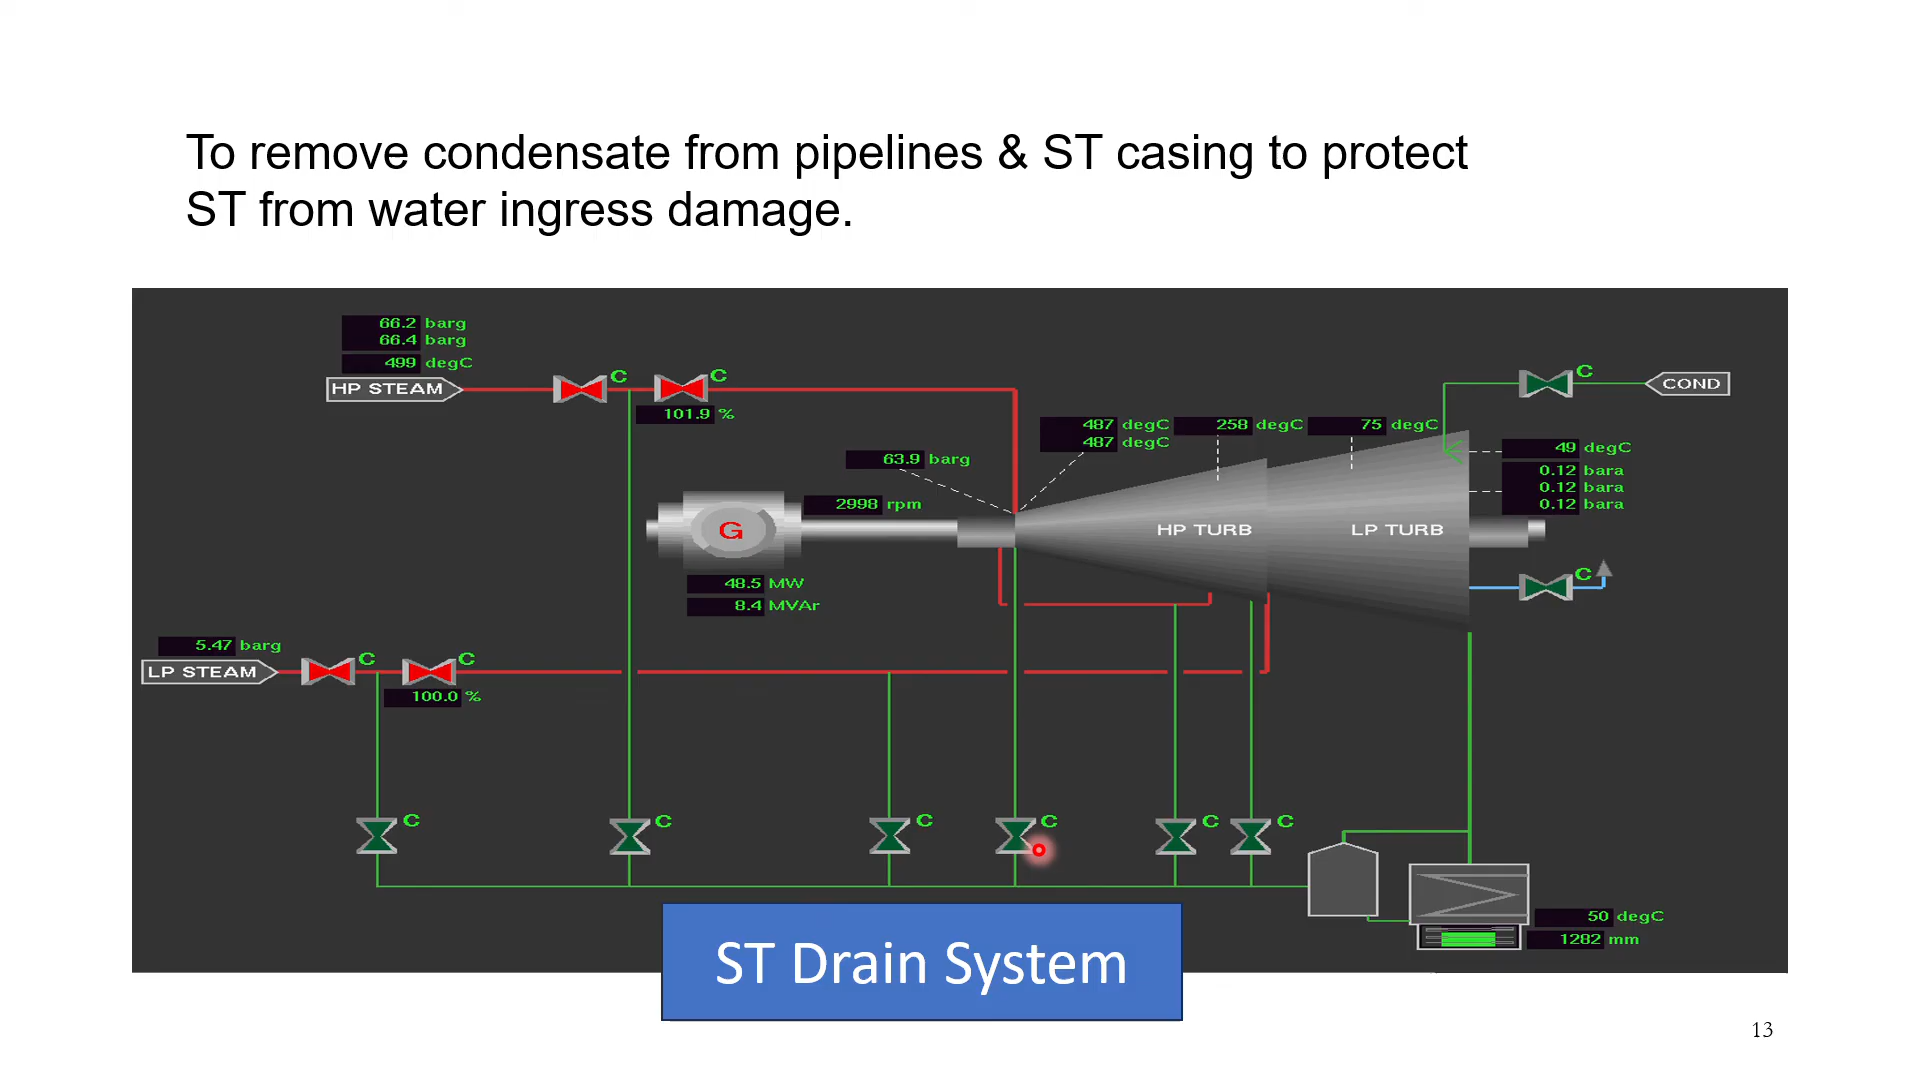 To remove condensate from pipelines & ST casing to protect
ST from water ingress damage.
66.2 barg
66.4 barg
499 degC
HP STEAM
C
C
101.9 %
C
COND
487 degC
487 degC
258 degC
75 degC
63.9 barg
49 degC
0.12 bara
0.12 bara
0.12 bara
2998 rpm
G
HP TURB
LP TURB
48.5 MW
8.4 MVAr
C
5.47 barg
LP STEAM
C
C
100.0 %
C
C
C
C
C
C
50 degC
1282 mm
ST Drain System
13